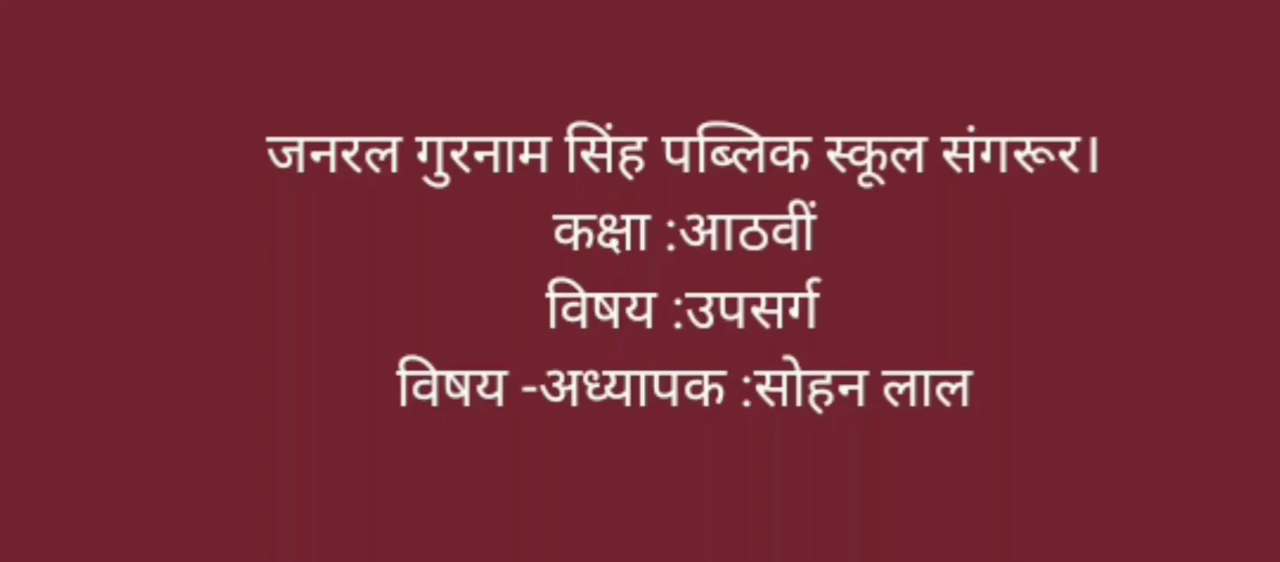 जनरल गुरनाम सिंह पब्लिक स्कूल संगरूर।
कक्षा :आठवीं
विषय :उपसर्ग
विषय -अध्यापक :सोहन लाल